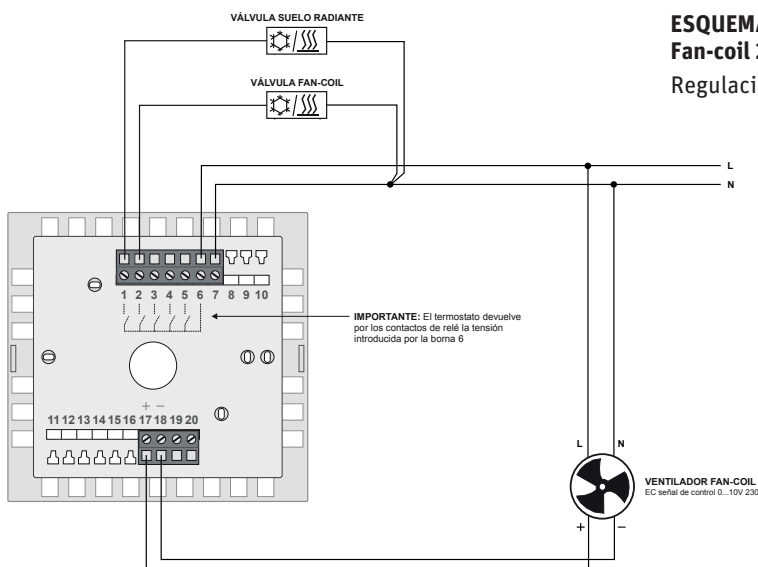 VÁLVULA SUELO RADIANTE
VÁLVULA FAN-COIL
Fan-coil
L
N
1 2 3 4 5 6 7 8 9 10
IMPORTANTE: El termostato devuelve
por los contactos de relé la tensión
introducida por la borna 6
+ −
11 12 13 14 15 16 17 18 19 20
L N
VENTILADOR FAN-COIL
EC señal de control 0...10V 230
+ −